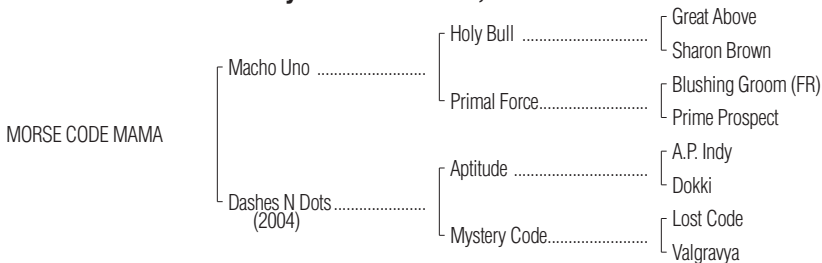 Great Above
Holy Bull ..............................
Sharon Brown
Macho Uno ..........................
Blushing Groom (FR)
Primal Force..........................
Prime Prospect
MORSE CODE MAMA
A.P. Indy
Aptitude ................................
Dokki
Dashes N Dots......................
(2004)
Lost Code
Mystery Code........................
Valgravya